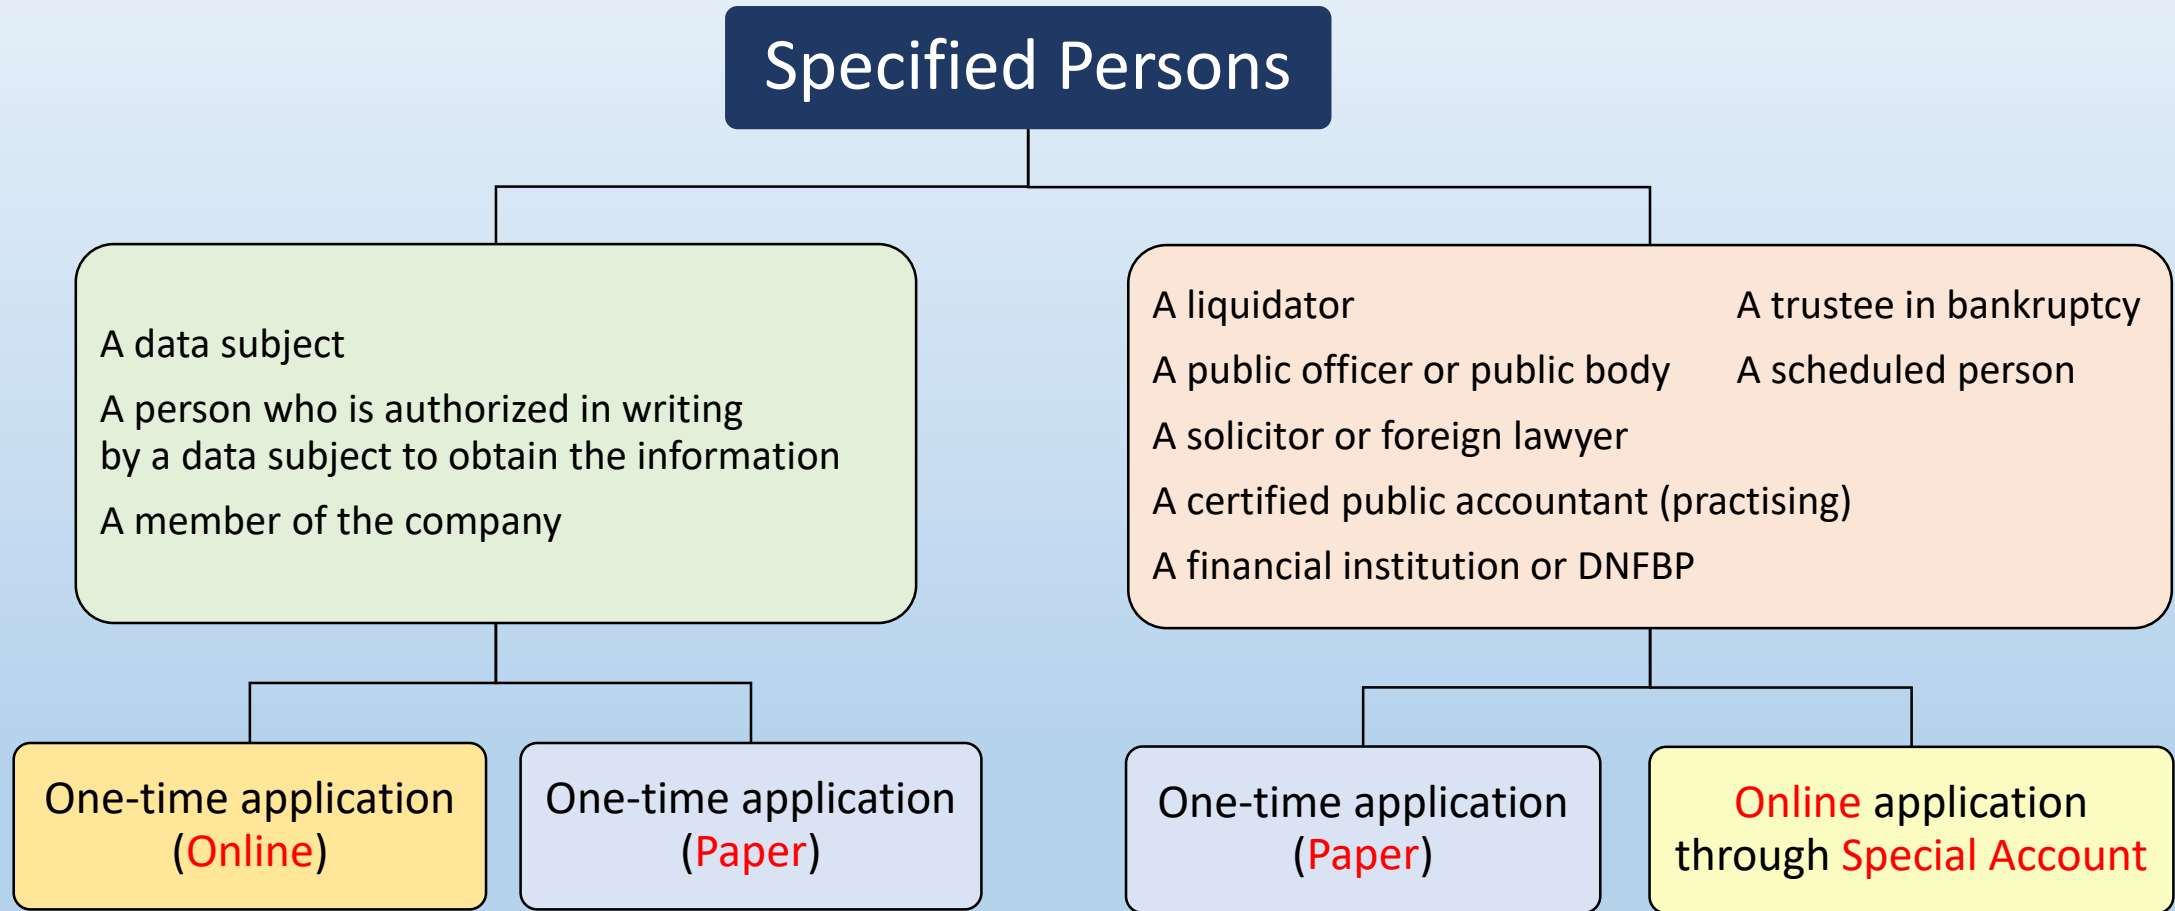 Specified Persons
A data subject
A person who is authorized in writing
by a data subject to obtain the information
A member of the company
A liquidator
A public officer or public body
A solicitor or foreign lawyer
A certified public accountant (practising)
A financial institution or DNFBP
A trustee in bankruptcy
A scheduled person
One-time application
(Online)
One-time application
(Paper)
One-time application
(Paper)
Online application
through Special Account